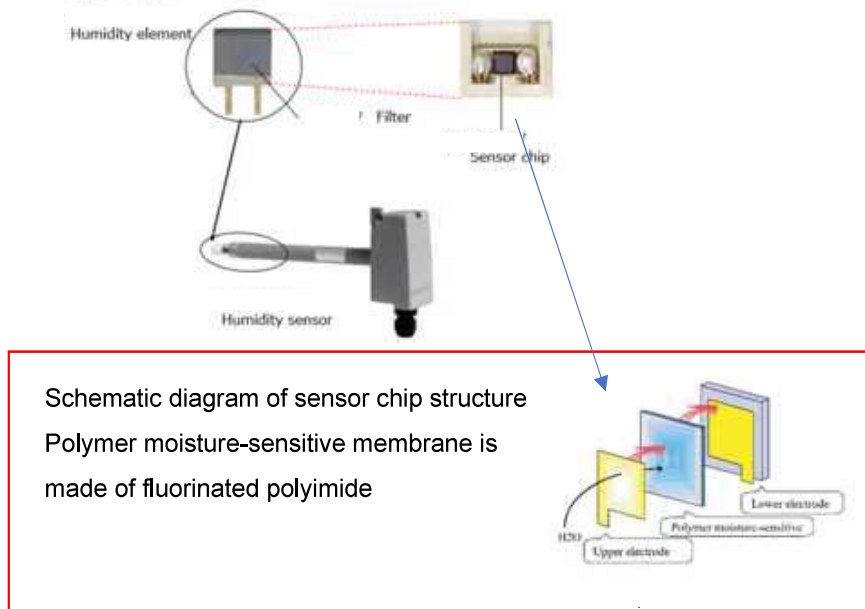 Humidity element
Filter
Sensor chip
Humidity sensor
Schematic diagram of sensor chip structure
Polymer moisture-sensitive membrane is
made of fluorinated polyimide
Lower electrode
Polymer moisture-sensitive
H2O
Upper electrode